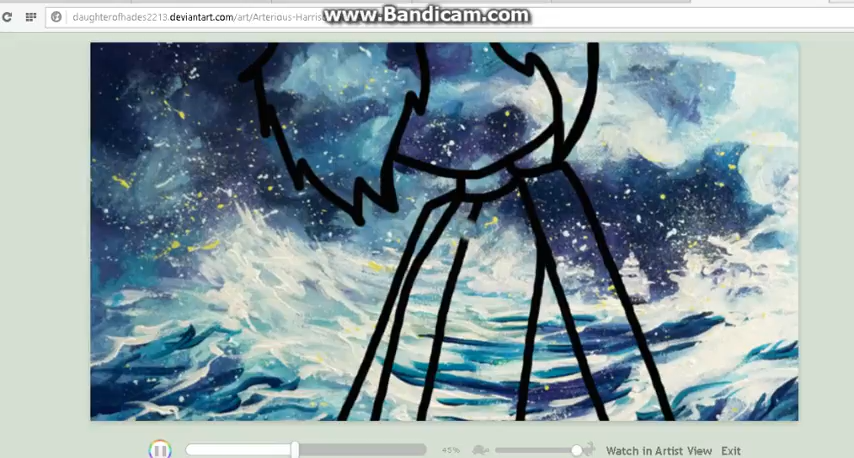 www.Bandicam.com
daughterofhades2213.deviantart.com/art/Arterious-Harris
45%
Watch in Artist View Exit